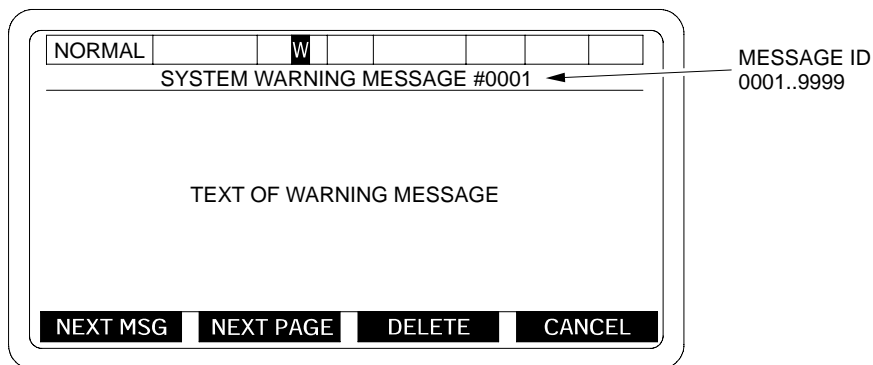 NORMAL W
SYSTEM WARNING MESSAGE #0001
MESSAGE ID
0001..9999
TEXT OF WARNING MESSAGE
NEXT MSG NEXT PAGE DELETE CANCEL